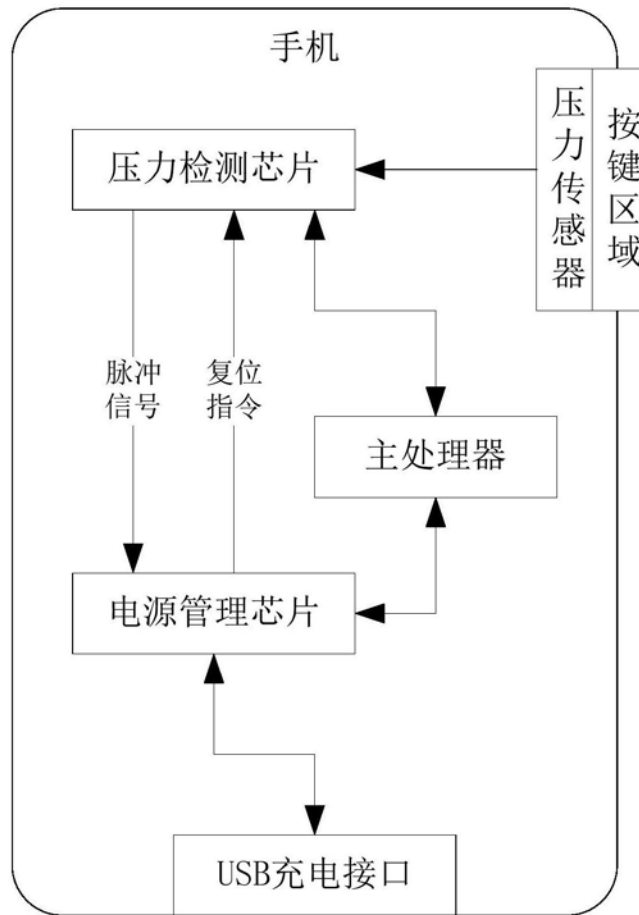 手机
压力传感器
按键区域
压力检测芯片
脉冲
信号
复位
指令
主处理器
电源管理芯片
USB充电接口